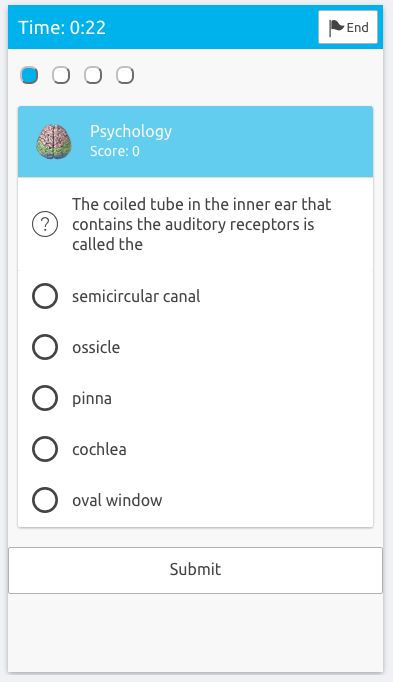 Time: 0:22
End
Psychology
Score: 0
?
The coiled tube in the inner ear that
contains the auditory receptors is
called the
semicircular canal
ossicle
pinna
cochlea
oval window
Submit